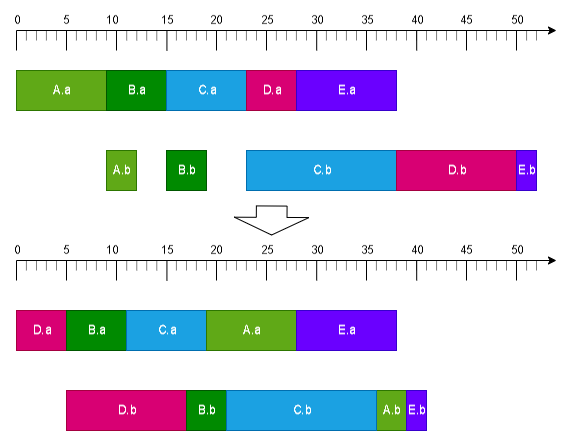 0 5 10 15 20 25 30 35 40 45 50
A.a B.a C.a D.a E.a
A.b B.b C.b D.b E.b
0 5 10 15 20 25 30 35 40 45 50
D.a B.a C.a A.a E.a
D.b B.b C.b A.b E.b